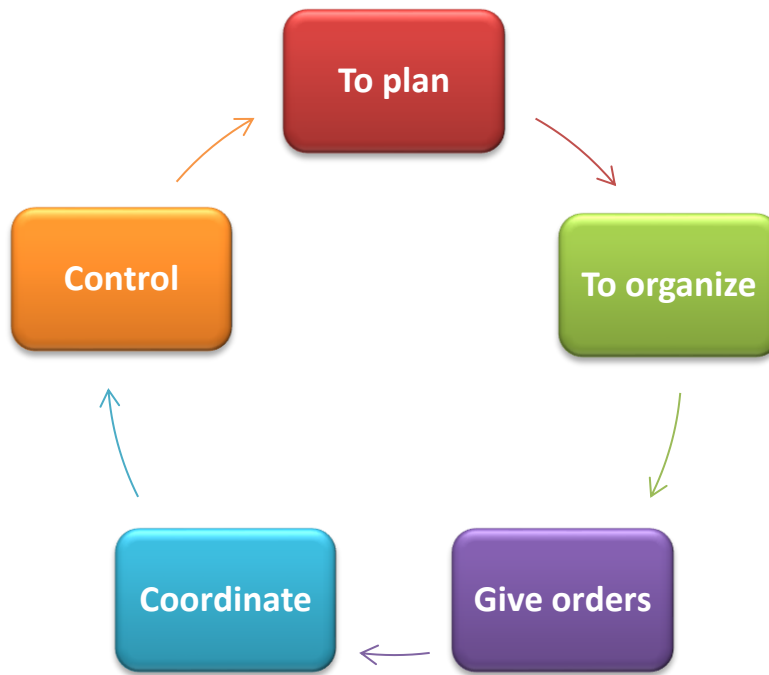 To plan
To organize
Give orders
Coordinate
Control